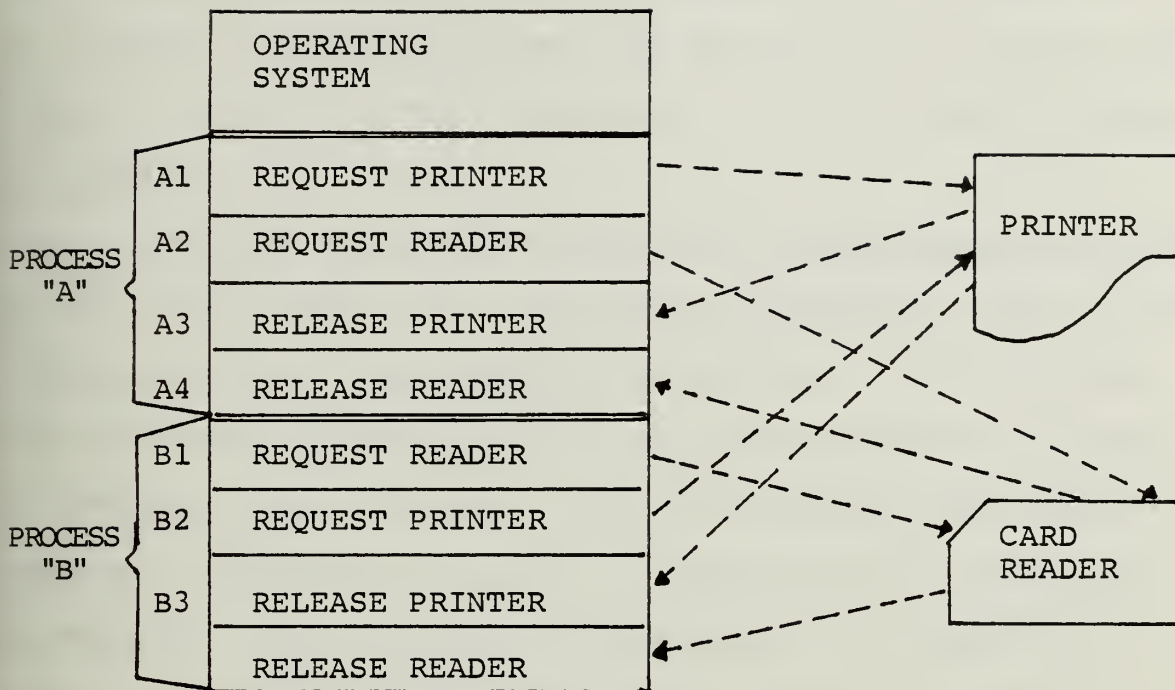 OPERATING
SYSTEM
A1 REQUEST PRINTER
A2 REQUEST READER
PROCESS
"A"
A3 RELEASE PRINTER
A4 RELEASE READER
B1 REQUEST READER
B2 REQUEST PRINTER
PROCESS
"B"
B3 RELEASE PRINTER
RELEASE READER
PRINTER
CARD
READER